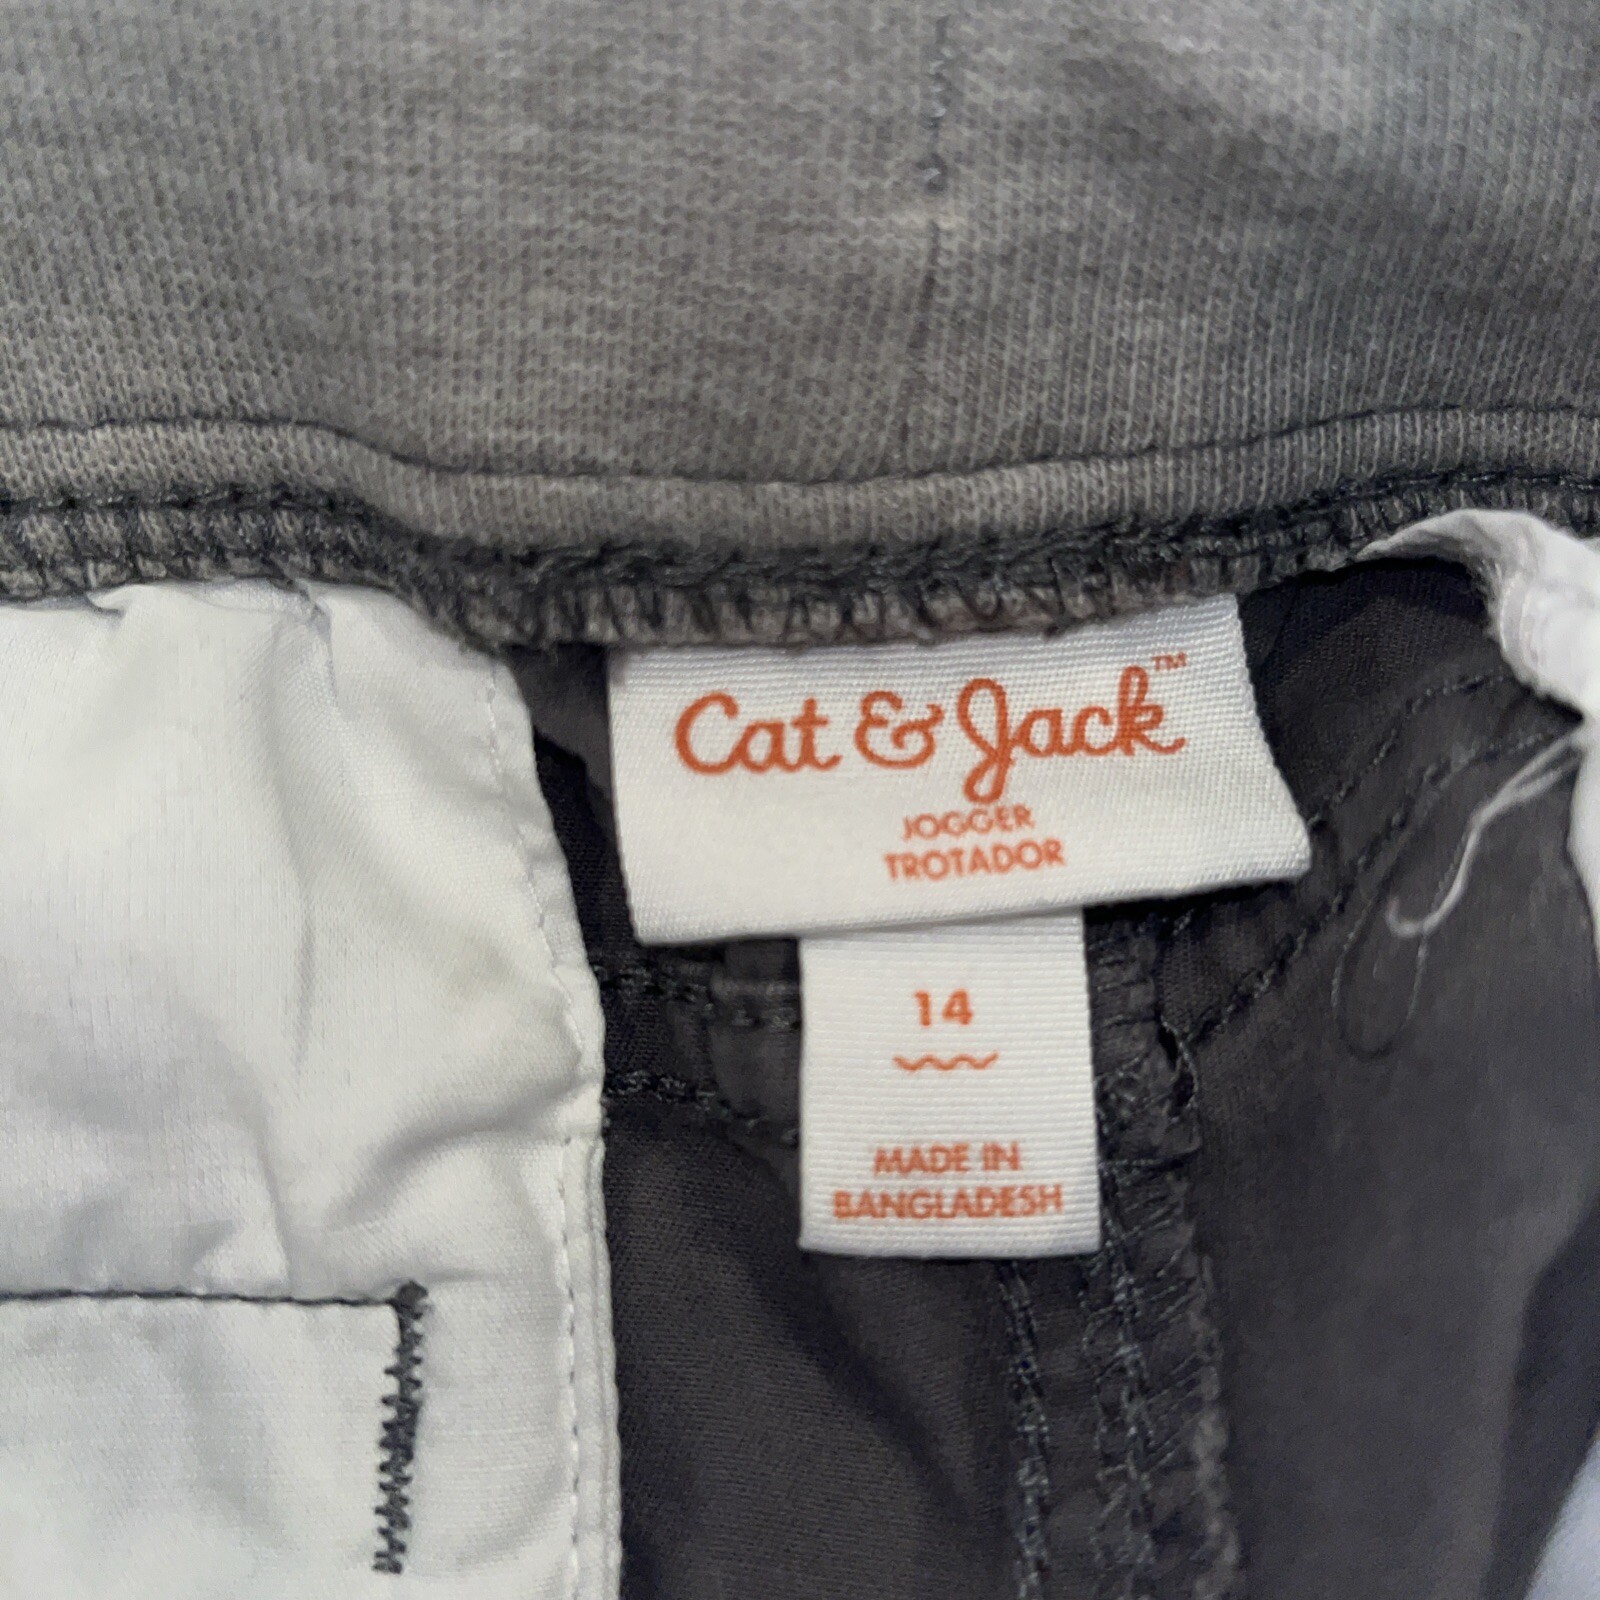 Cat & Jack™
JOGGER
TROTADOR
14
MADE IN
BANGLADESH